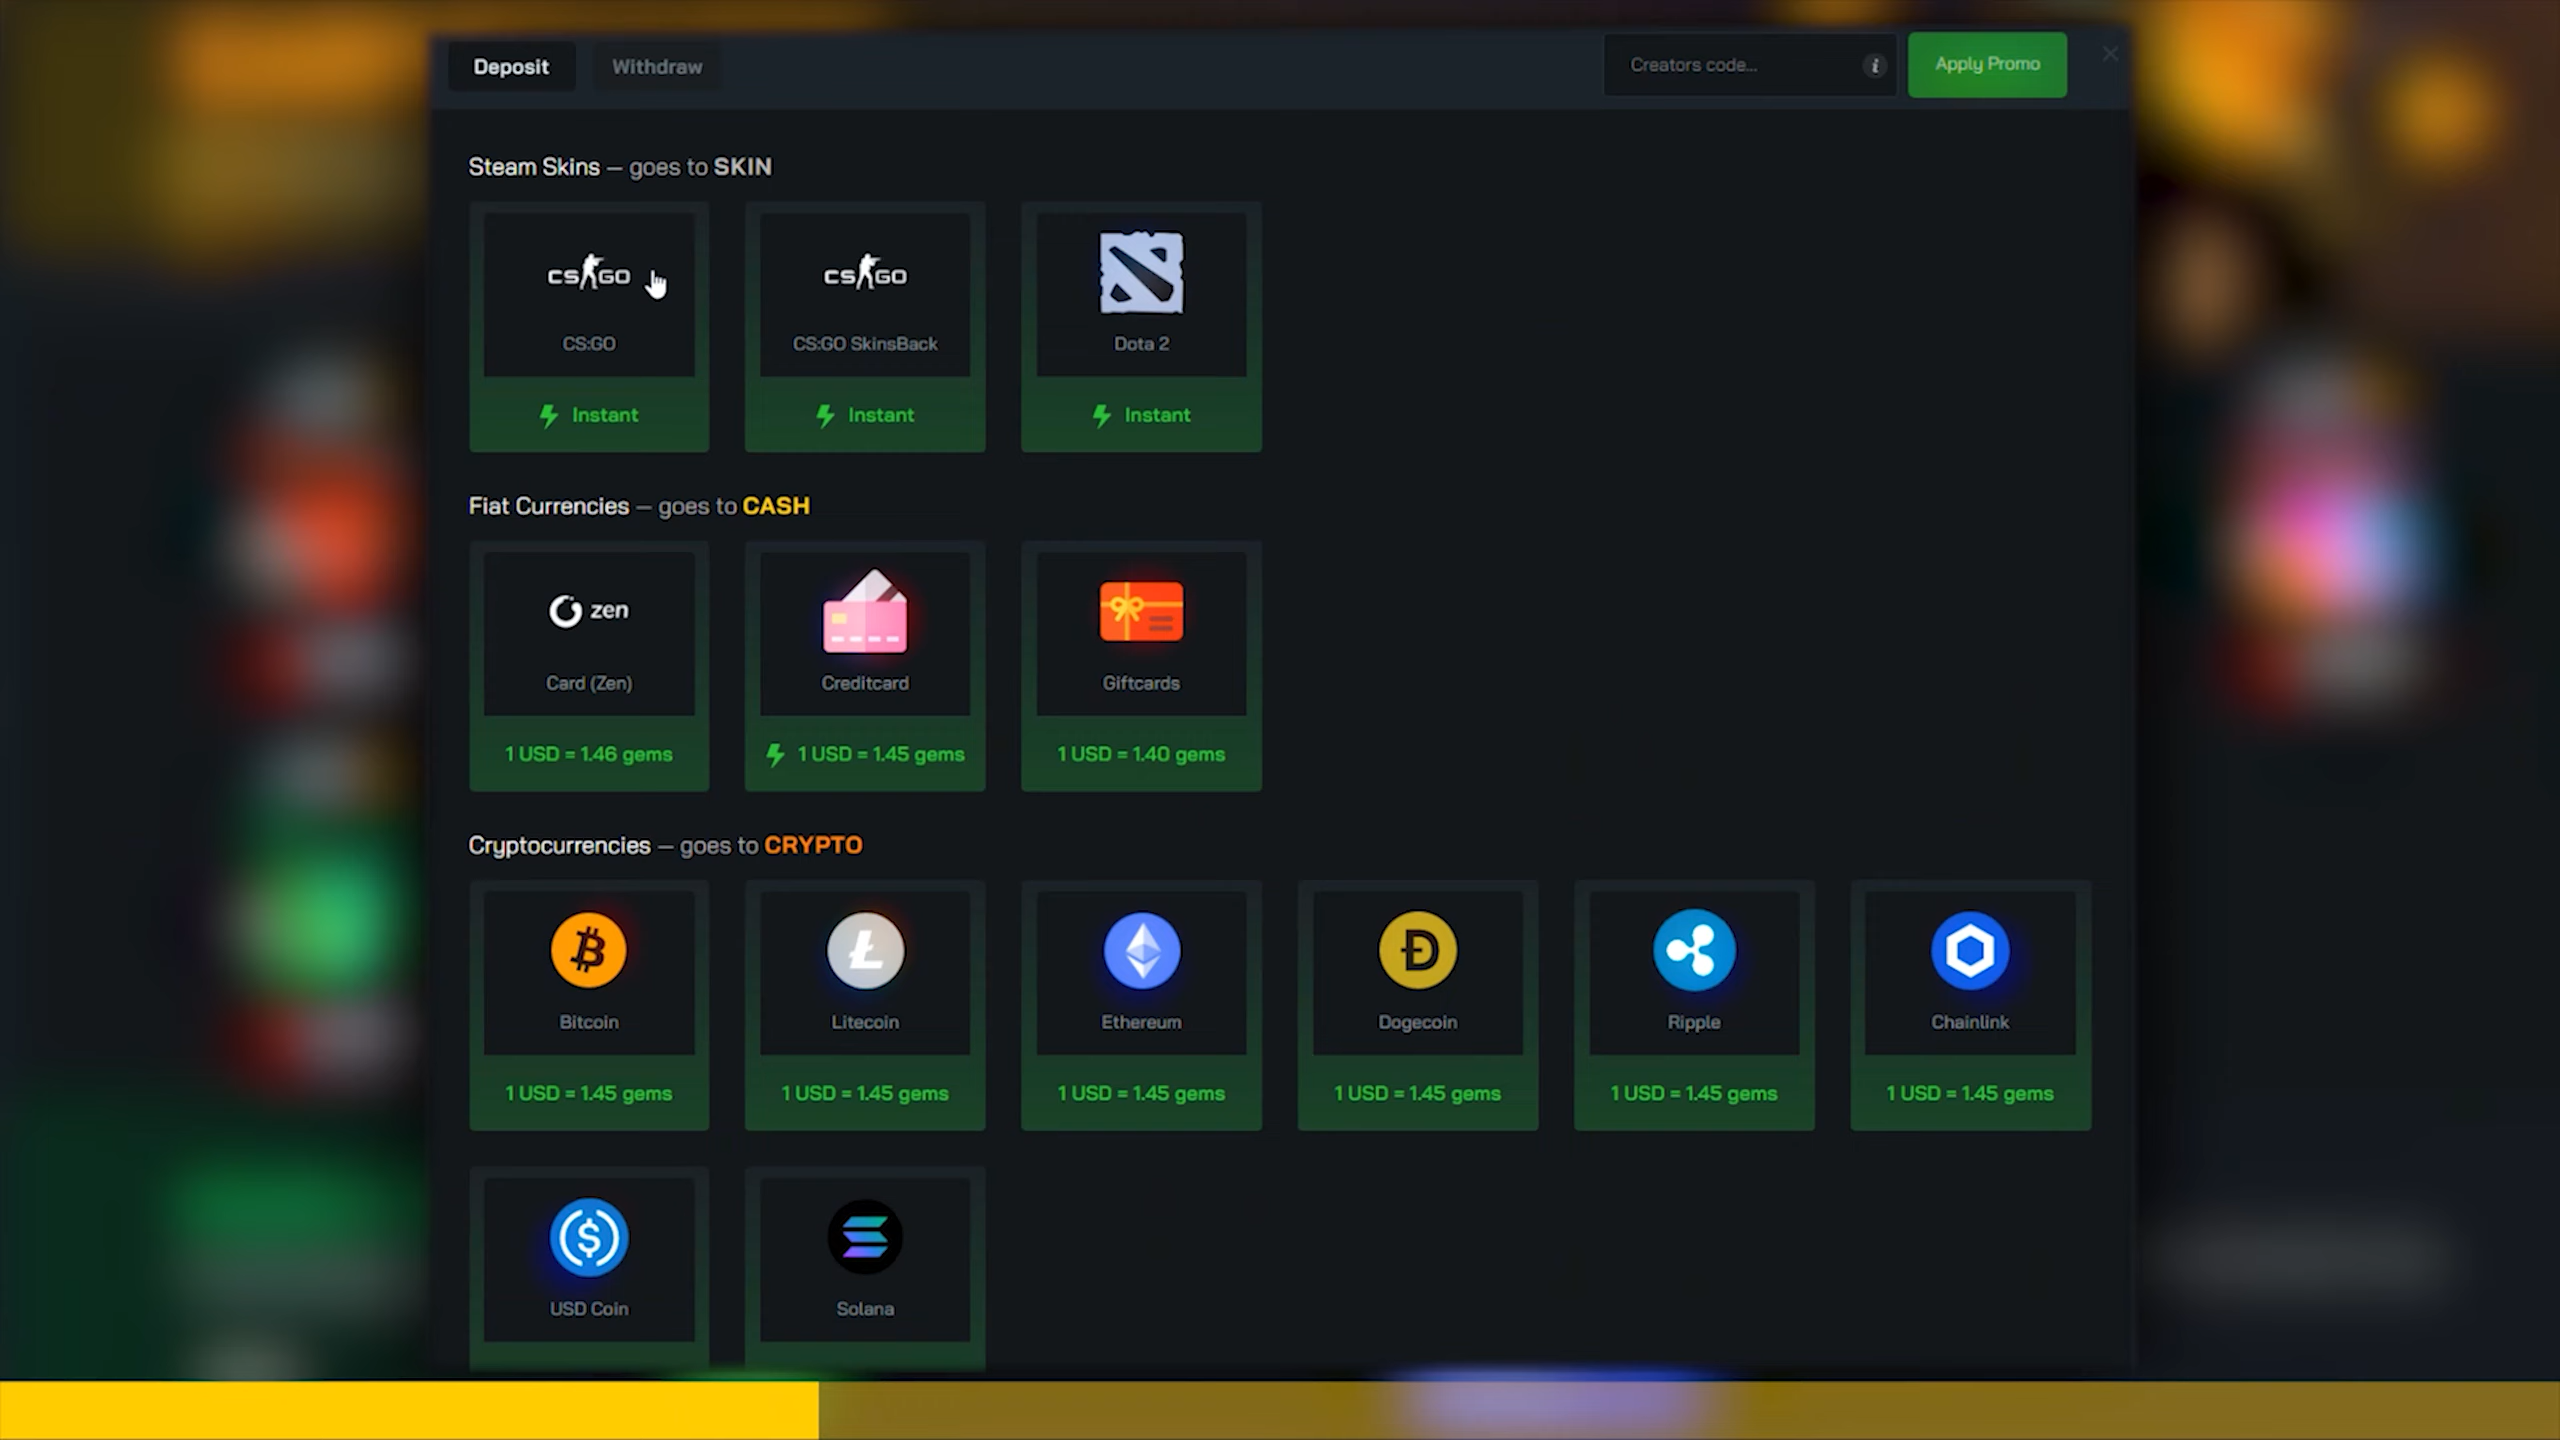 Deposit
Withdraw
Creators code...
i
Apply Promo
Steam Skins — goes to SKIN
CS GO
CS GO
CS:GO
CS:GO SkinsBack
Dota 2
Instant
Instant
Instant
Fiat Currencies — goes to CASH
zen
Card (Zen)
Creditcard
Giftcards
1 USD = 1.46 gems
1 USD = 1.45 gems
1 USD = 1.40 gems
Cryptocurrencies — goes to CRYPTO
Bitcoin
Litecoin
Ethereum
Dogecoin
Ripple
Chainlink
1 USD = 1.45 gems
1 USD = 1.45 gems
1 USD = 1.45 gems
1 USD = 1.45 gems
1 USD = 1.45 gems
1 USD = 1.45 gems
USD Coin
Solana